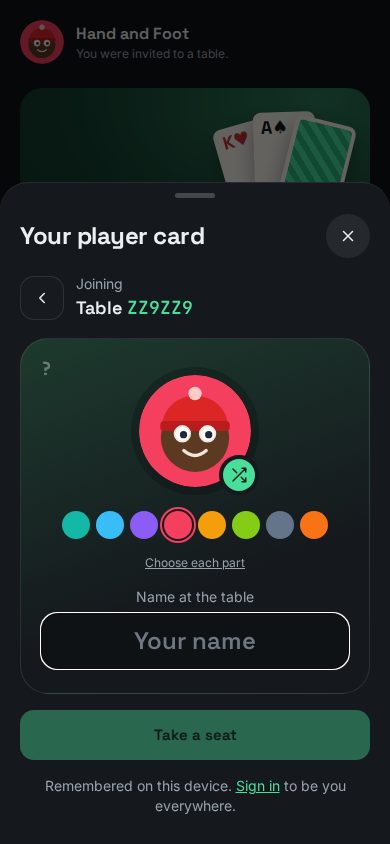 Hand and Foot
You were invited to a table.
K♥ A♠
Your player card
Joining
Table ZZ9ZZ9
?
Choose each part
Name at the table
Your name
Take a seat
Remembered on this device. Sign in to be you
everywhere.